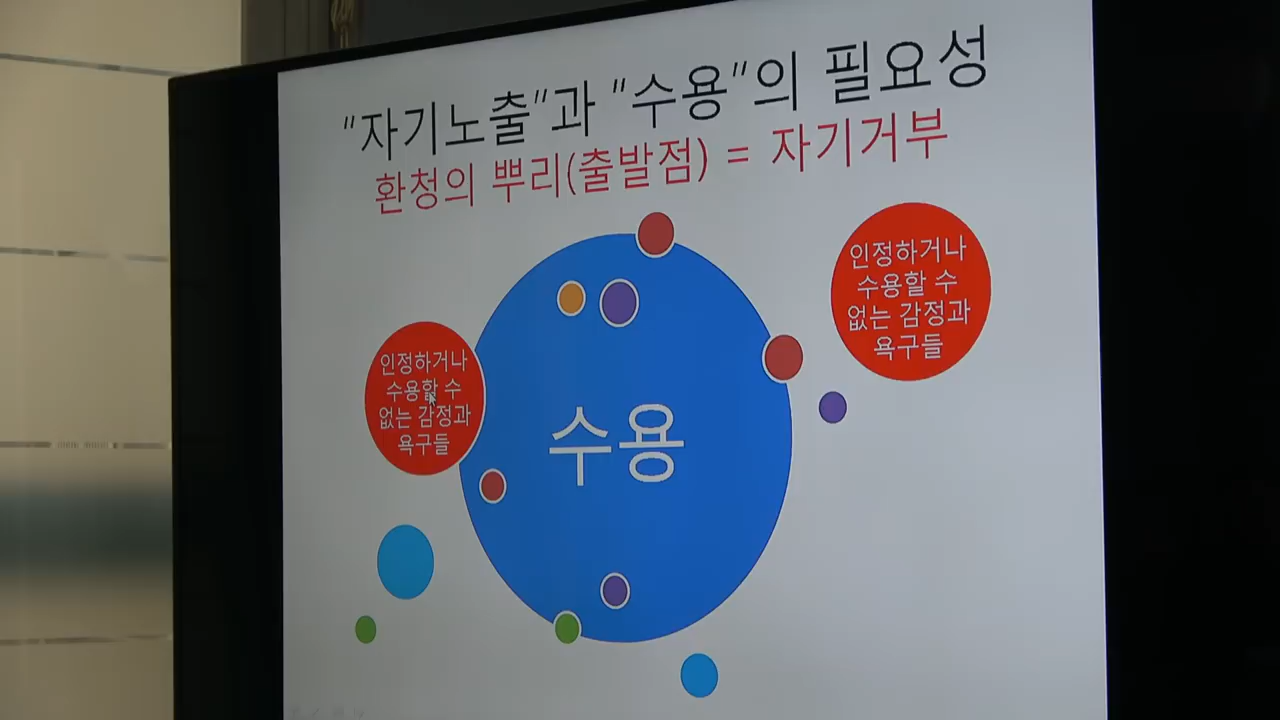 "자기노출"과 "수용"의 필요성
환청의 뿌리(출발점) = 자기거부
인정하거나
수용할 수
없는 감정과
욕구들
인정하거나
수용할 수
없는 감정과
욕구들
수용